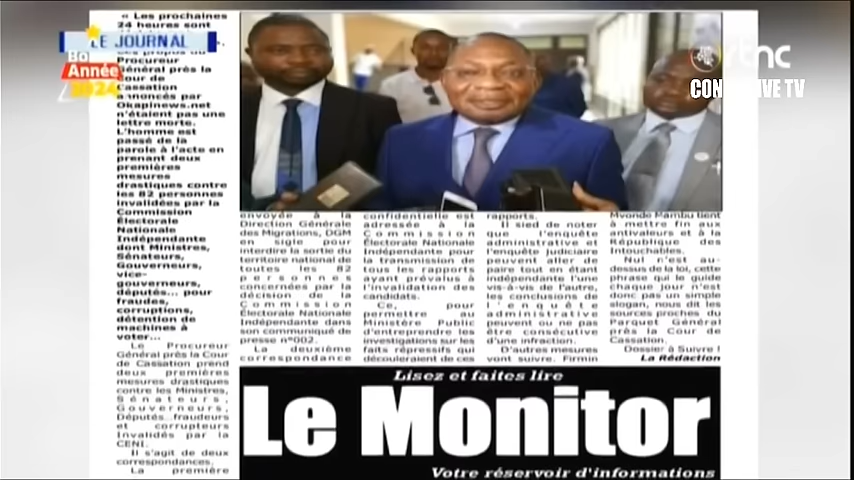 « Les prochaines
24 heures sont
LE JOURNAL
Bo
Année
2024
rtnc
CON
IVE TV
Procureur
Général près la
Cour de
Cassation
annoncés par
Okapinews.net
n'étaient pas une
lettre morte.
L'homme est
passé de la
parole à l'acte en
prenant deux
premières
mesures
drastiques contre
les 82 personnes
invalidées par la
Commission
Électorale
Nationale
Indépendante
dont Ministres,
Sénateurs,
Gouverneurs,
vice-
gouverneurs,
députés... pour
fraudes,
corruptions,
détention de
machines à
voter...
Le Procureur
Général près la Cour
de Cassation prend
deux premières
mesures drastiques
contre les Ministres,
Sénateurs,
Gouverneurs,
Députés fraudeurs
et corrupteurs
Invalidés par la
CENI.
Il s'agit de deux
correspondances.
La première
envoyée à la
Direction Générale
des Migrations, DGM
en sigle pour
interdire la sortie du
territoire national de
toutes les 82
personnes
concernées par la
décision de la
Commission
Électorale Nationale
Indépendante dans
son communiqué de
presse n°002.
La deuxième
correspondance
confidentielle est
adressée à la
Commission
Électorale Nationale
Indépendante pour
la transmission de
tous les rapports
ayant prévalus à
l'invalidation des
candidats.
Ce, pour
permettre au
Ministère Public
d'entreprendre les
investigations sur les
faits répressifs qui
découleraient de ces
rapports.
Il sied de noter
que l'enquête
administrative et
l'enquête judiciaire
peuvent aller de
paire tout en étant
indépendante l'une
vis-à-vis de l'autre,
les conclusions de
l'enquête
administrative
peuvent ou ne pas
être consécutive
d'une infraction.
D'autres mesures
vont suivre. Firmin
Mvonde Mambu tient
à mettre fin aux
antivaleurs et à la
République des
Intouchables.
Nul n'est au-
dessus de la loi, cette
phrase qui le guide
chaque jour n'est
donc pas un simple
slogan, nous dit les
sources proches du
Parquet Général
près la Cour de
Cassation.
Dossier à Suivre !
La Rédaction
Lisez et faites lire
Le Monitor
Votre réservoir d'informations